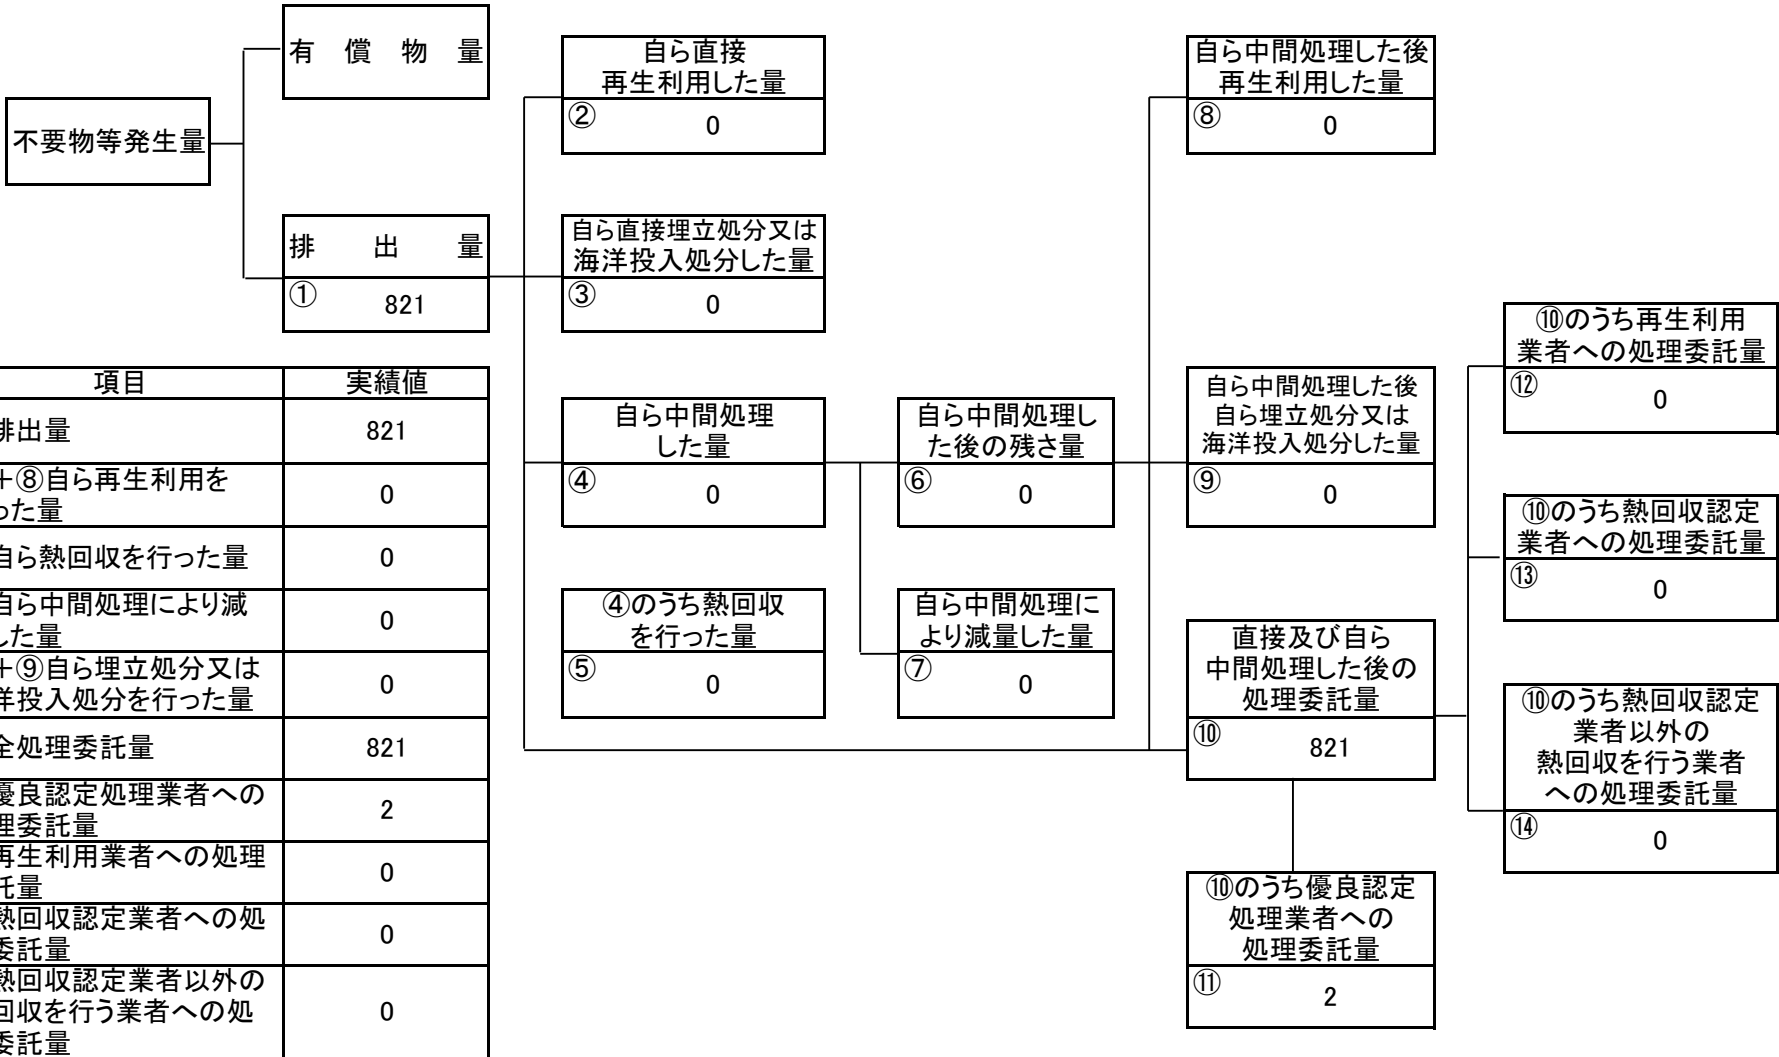 有償物量
不要物等発生量
排出量
① 821
自ら直接
再生利用した量
② 0
自ら直接埋立処分又は
海洋投入処分した量
③ 0
自ら中間処理
した量
④ 0
④のうち熱回収
を行った量
⑤ 0
自ら中間処理し
た後の残さ量
⑥ 0
自ら中間処理に
より減量した量
⑦ 0
自ら中間処理した後
再生利用した量
⑧ 0
自ら中間処理した後
自ら埋立処分又は
海洋投入処分した量
⑨ 0
直接及び自ら
中間処理した後の
処理委託量
⑩ 821
⑩のうち優良認定
処理業者への
処理委託量
⑪ 2
⑩のうち再生利用
業者への処理委託量
⑫ 0
⑩のうち熱回収認定
業者への処理委託量
⑬ 0
⑩のうち熱回収認定
業者以外の
熱回収を行う業者
への処理委託量
⑭ 0
項目 実績値
排出量 821
+⑧自ら再生利用を
った量 0
自ら熱回収を行った量 0
自ら中間処理により減
した量 0
+⑨自ら埋立処分又は
洋投入処分を行った量 0
全処理委託量 821
優良認定処理業者への
理委託量 2
再生利用業者への処理
託量 0
熱回収認定業者への処
委託量 0
熱回収認定業者以外の
回収を行う業者への処
委託量 0